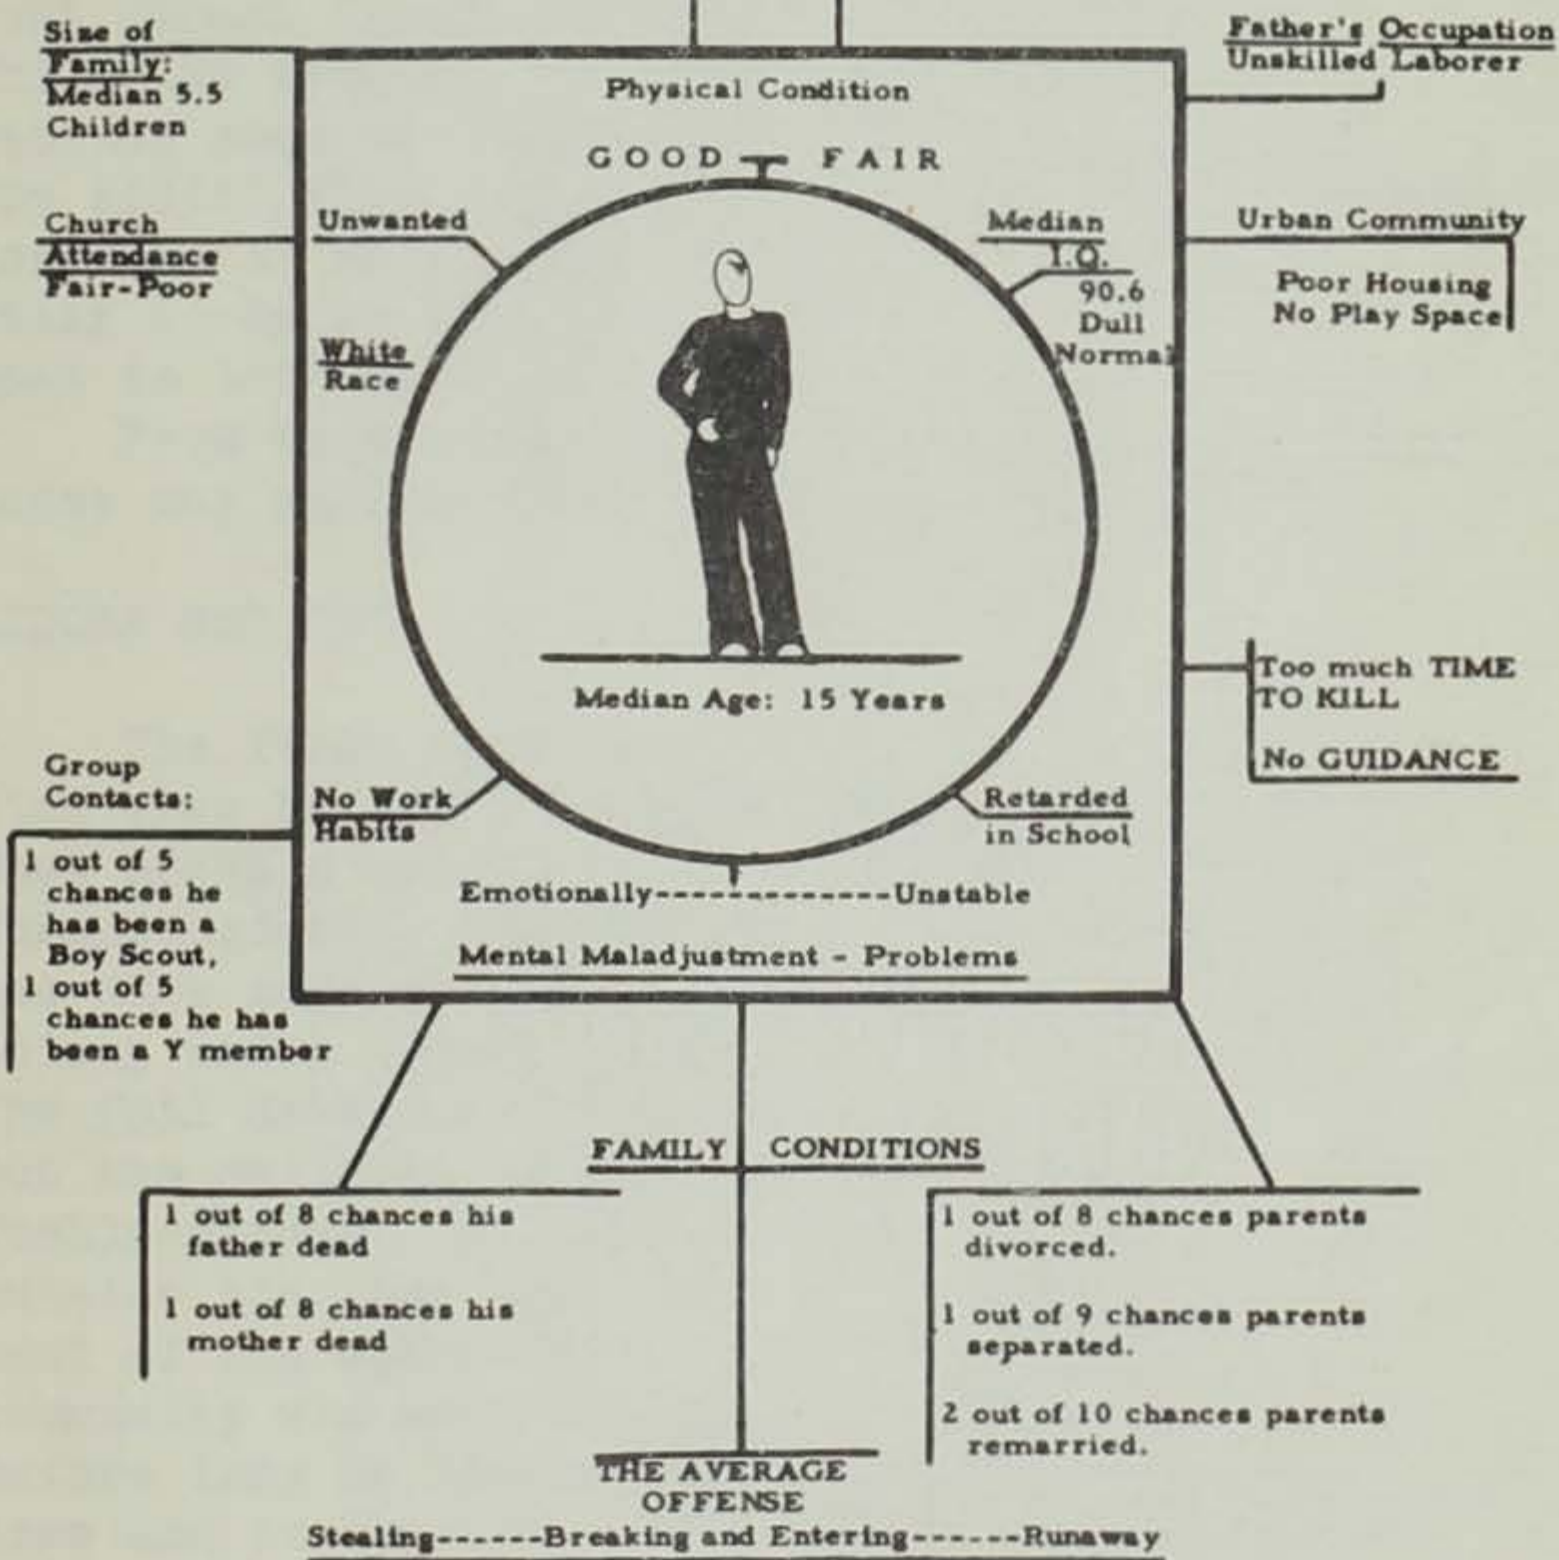 Size of
Family:
Median 5.5
Children
Father's Occupation
Unskilled Laborer
Physical Condition
GOOD FAIR
Church
Attendance
Fair-Poor
Unwanted
Median
I.Q.
90.6
Dull
Normal
Urban Community
Poor Housing
No Play Space
White
Race
Median Age: 15 Years
Too much TIME
TO KILL
No GUIDANCE
Group
Contacts:
1 out of 5
chances he
has been a
Boy Scout,
1 out of 5
chances he has
been a Y member
No Work
Habits
Retarded
in School
Emotionally-------------Unstable
Mental Maladjustment - Problems
FAMILY CONDITIONS
1 out of 8 chances his
father dead
1 out of 8 chances his
mother dead
1 out of 8 chances parents
divorced.
1 out of 9 chances parents
separated.
2 out of 10 chances parents
remarried.
THE AVERAGE
OFFENSE
Stealing------Breaking and Entering------Runaway